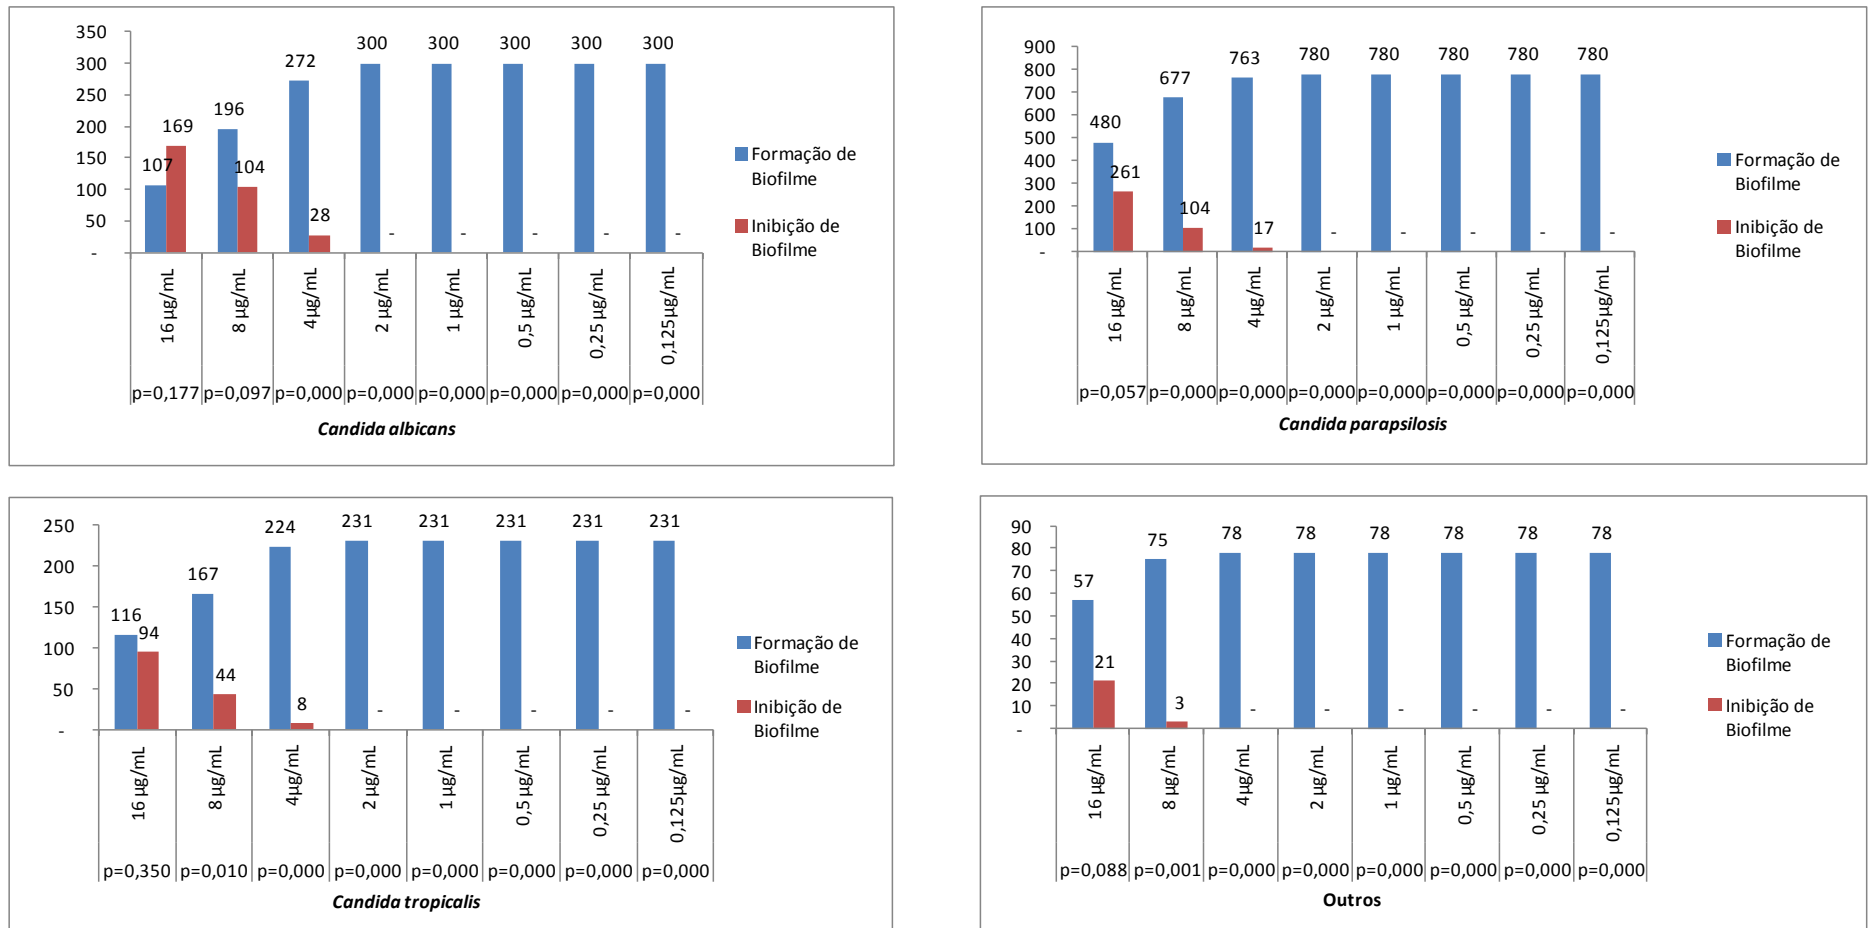 350
300
250
200
150
100
50
-
107
169
196
104
272
28
300
-
300
-
300
-
300
-
300
-
16 µg/mL
8 µg/mL
4µg/mL
2 µg/mL
1 µg/mL
0,5 µg/mL
0,25 µg/mL
0,125µg/mL
p=0,177 p=0,097 p=0,000 p=0,000 p=0,000 p=0,000 p=0,000 p=0,000
Candida albicans
Formação de
Biofilme
Inibição de
Biofilme
900
800
700
600
500
400
300
200
100
-
480
261
677
104
763
17
780
-
780
-
780
-
780
-
780
-
16 µg/mL
8 µg/mL
4µg/mL
2 µg/mL
1 µg/mL
0,5 µg/mL
0,25 µg/mL
0,125µg/mL
p=0,057 p=0,000 p=0,000 p=0,000 p=0,000 p=0,000 p=0,000 p=0,000
Candida parapsilosis
Formação de
Biofilme
Inibição de
Biofilme
250
200
150
100
50
-
116
94
167
44
224
8
231
-
231
-
231
-
231
-
231
-
16 µg/mL
8 µg/mL
4µg/mL
2 µg/mL
1 µg/mL
0,5 µg/mL
0,25 µg/mL
0,125µg/mL
p=0,350 p=0,010 p=0,000 p=0,000 p=0,000 p=0,000 p=0,000 p=0,000
Candida tropicalis
Formação de
Biofilme
Inibição de
Biofilme
90
80
70
60
50
40
30
20
10
-
57
21
75
3
78
-
78
-
78
-
78
-
78
-
78
-
16 µg/mL
8 µg/mL
4µg/mL
2 µg/mL
1 µg/mL
0,5 µg/mL
0,25 µg/mL
0,125µg/mL
p=0,088 p=0,001 p=0,000 p=0,000 p=0,000 p=0,000 p=0,000 p=0,000
Outros
Formação de
Biofilme
Inibição de
Biofilme